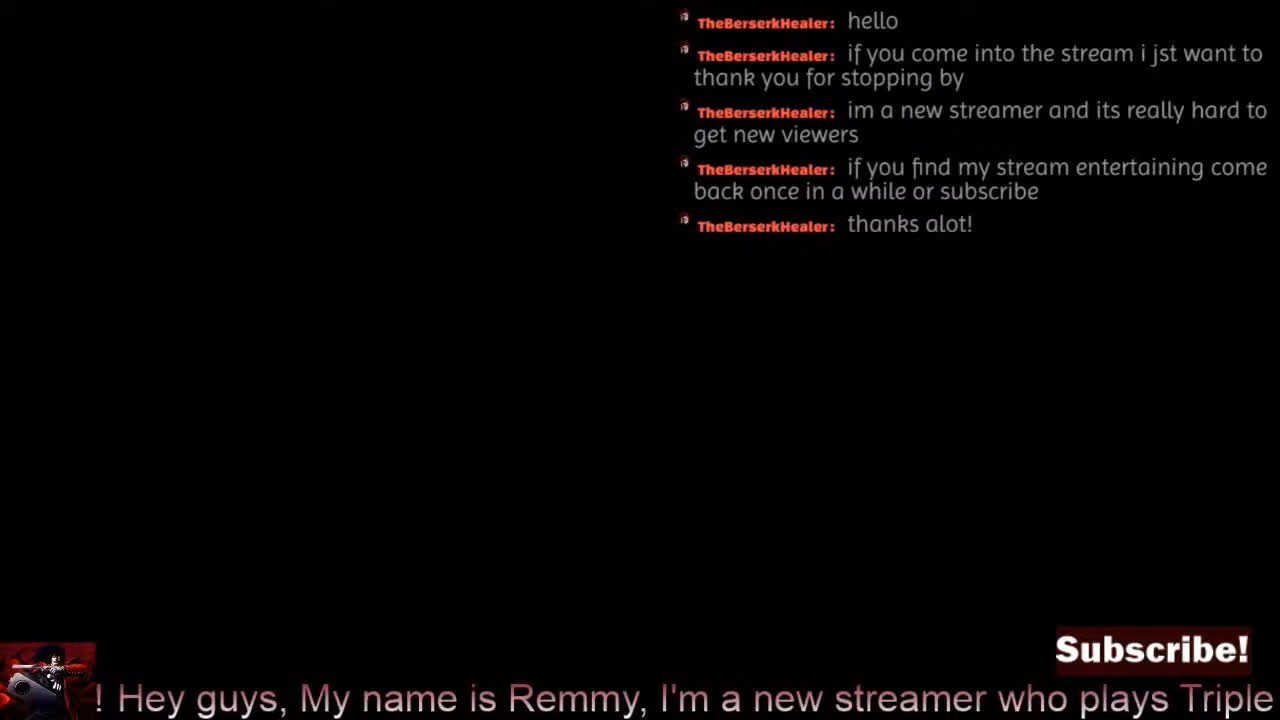 TheBerserkHealer: hello
TheBerserkHealer: if you come into the stream i jst want to
thank you for stopping by
TheBerserkHealer: im a new streamer and its really hard to
get new viewers
TheBerserkHealer: if you find my stream entertaining come
back once in a while or subscribe
TheBerserkHealer: thanks alot!
Subscribe!
! Hey guys, My name is Remmy, I'm a new streamer who plays Triple